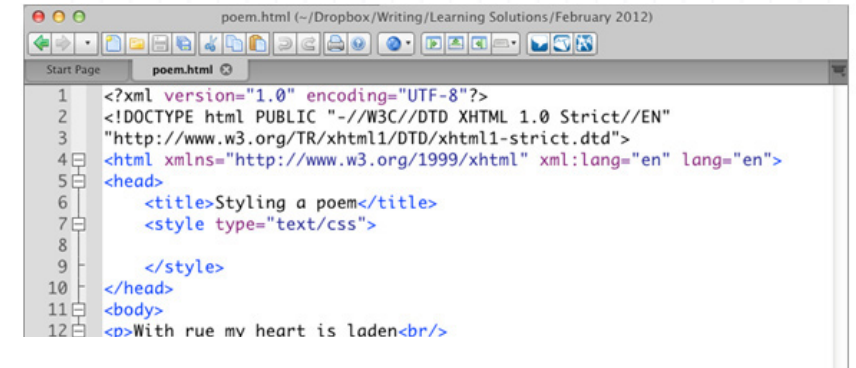 poem.html (~/Dropbox/Writing/Learning Solutions/February 2012)
Start Page poem.html
1 <?xml version="1.0" encoding="UTF-8"?>
2 <!DOCTYPE html PUBLIC "-//W3C//DTD XHTML 1.0 Strict//EN"
3 "http://www.w3.org/TR/xhtml1/DTD/xhtml1-strict.dtd">
4 <html xmlns="http://www.w3.org/1999/xhtml" xml:lang="en" lang="en">
5 <head>
6 <title>Styling a poem</title>
7 <style type="text/css">
8
9 </style>
10 </head>
11 <body>
12 <p>With rue my heart is laden<br/>